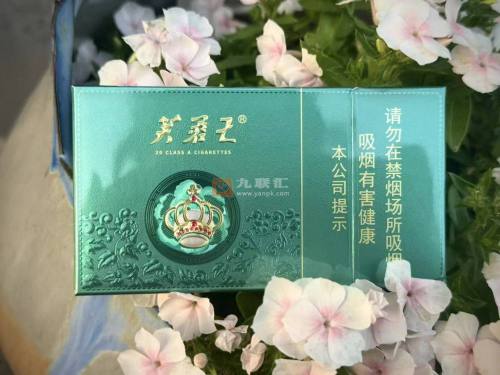 芙蓉王®
20 CLASS A CIGARETTES
九联汇
www.yanpk.com
本公司提示
吸烟有害健康
请勿在禁烟场所吸烟